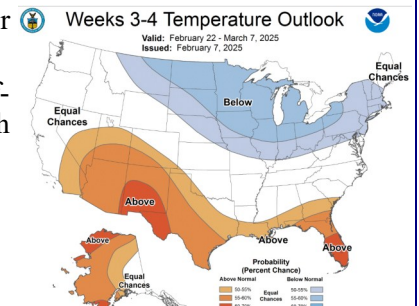 Weeks 3-4 Temperature Outlook
Valid: February 22 - March 7, 2025
Issued: February 7, 2025
r
f-
h
Equal
Chances
Below
Equal
Chances
Above
Above
Above
Above
Equal
Chances
Probability
(Percent Chance)
Above Normal
Below Normal
50-55%
55-60%
Equal
Chances
50-55%
55-60%